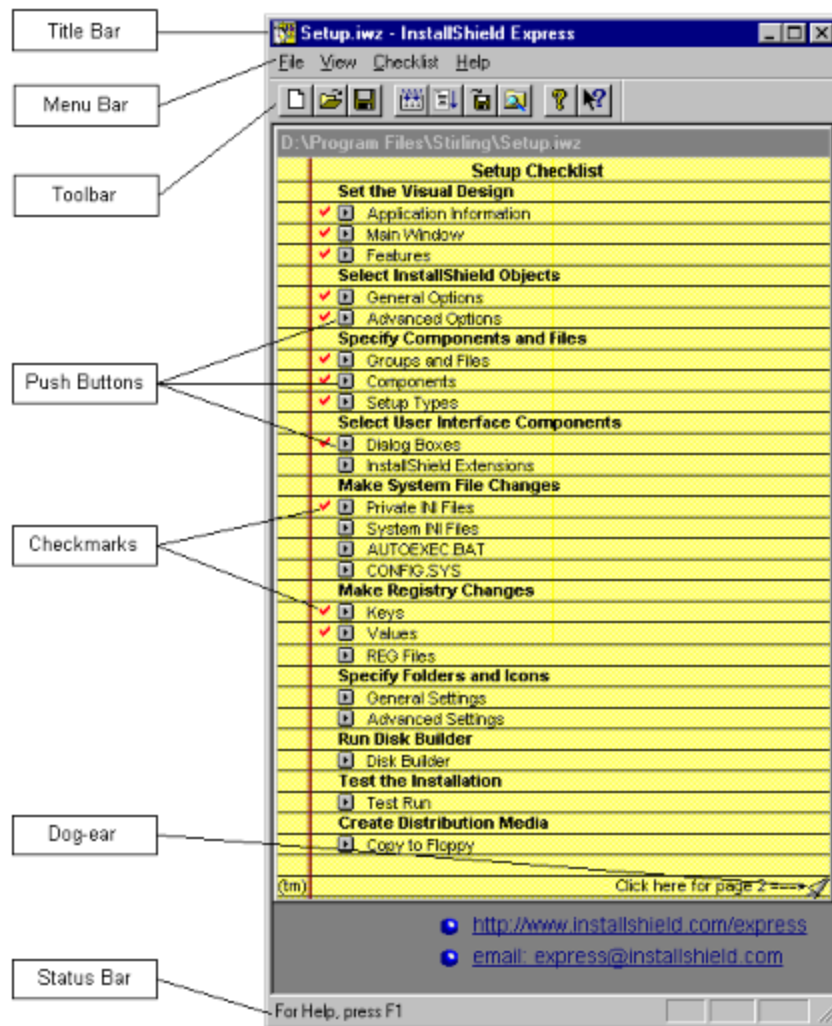 Title Bar
Setup.iwz - InstallShield Express
File View Checklist Help
Menu Bar
Toolbar
D:\Program Files\Stirling\Setup.iwz
Setup Checklist
Set the Visual Design
Application Information
Main Window
Features
Select InstallShield Objects
General Options
Advanced Options
Specify Components and Files
Groups and Files
Push Buttons
Components
Setup Types
Select User Interface Components
Dialog Boxes
InstallShield Extensions
Make System File Changes
Private INI Files
System INI Files
Checkmarks
AUTOEXEC.BAT
CONFIG.SYS
Make Registry Changes
Keys
Values
REG Files
Specify Folders and Icons
General Settings
Advanced Settings
Run Disk Builder
Disk Builder
Test the Installation
Test Run
Create Distribution Media
Dog-ear
Copy to Floppy
(tm) Click here for page 2 ===>
http://www.installshield.com/express
email: express@installshield.com
Status Bar
For Help, press F1